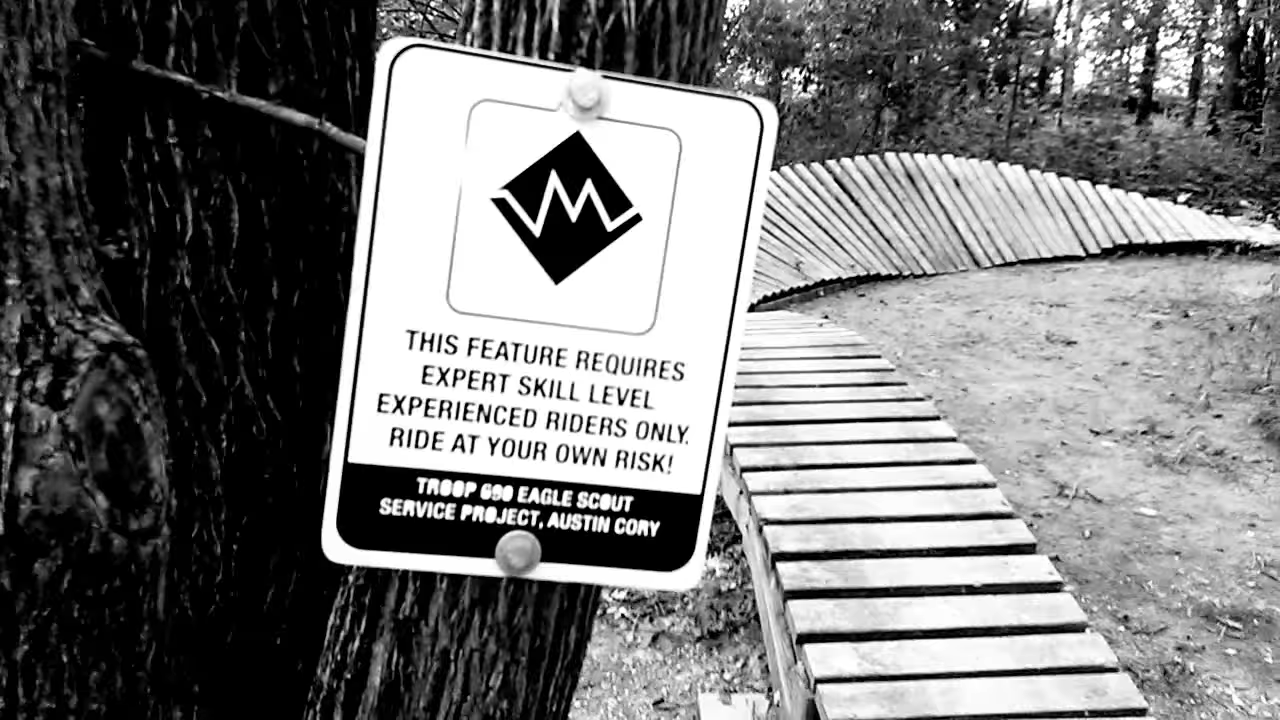 THIS FEATURE REQUIRES
EXPERT SKILL LEVEL
EXPERIENCED RIDERS ONLY.
RIDE AT YOUR OWN RISK!
TROOP EAGLE SCOUT
SERVICE PROJECT, AUSTIN CORY